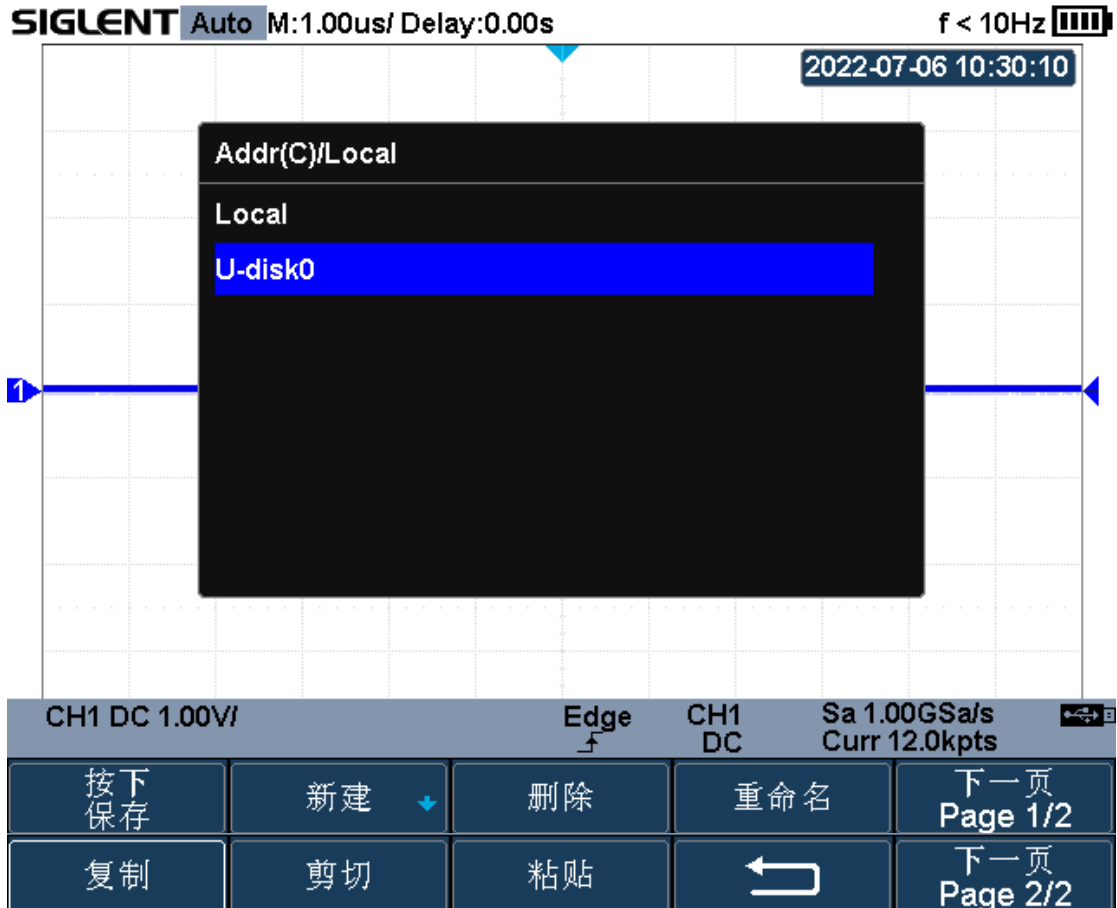 SIGLENT Auto M:1.00us/ Delay:0.00s f < 10Hz
2022-07-06 10:30:10
Addr(C)/Local
Local
U-disk0
1
CH1 DC 1.00V/ Edge CH1 Sa 1.00GSa/s
DC Curr 12.0kpts
按下
保存
新建
删除
重命名
下一页
Page 1/2
复制
剪切
粘贴
下一页
Page 2/2